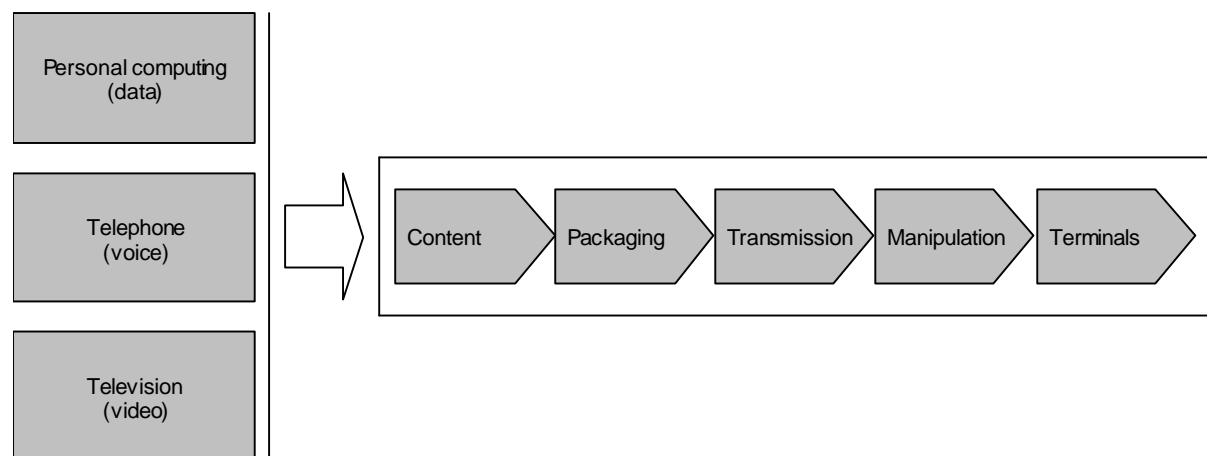 Personal computing
(data)
Telephone
(voice)
Television
(video)
Content
Packaging
Transmission
Manipulation
Terminals